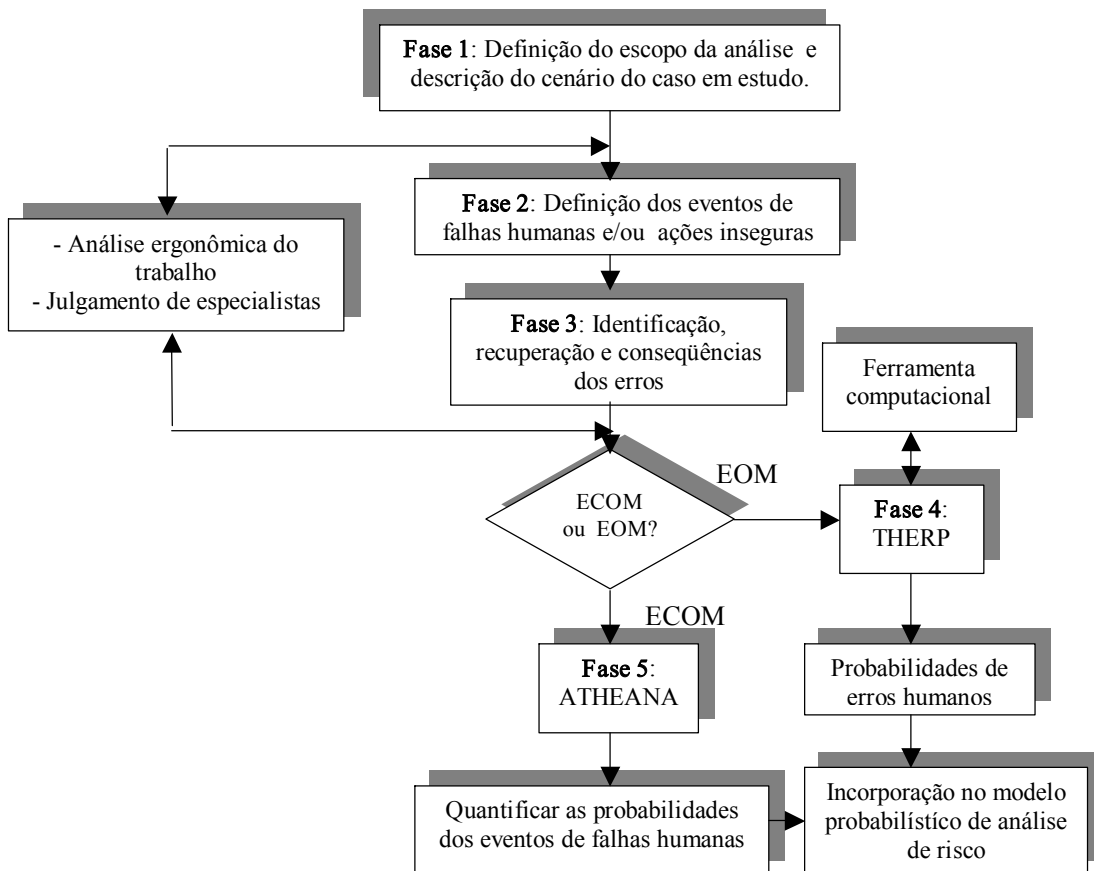 Fase 1: Definição do escopo da análise e
descrição do cenário do caso em estudo.
Fase 2: Definição dos eventos de
falhas humanas e/ou ações inseguras
- Análise ergonômica do
trabalho
- Julgamento de especialistas
Fase 3: Identificação,
recuperação e conseqüências
dos erros
Ferramenta
computacional
EOM
ECOM
ou EOM?
Fase 4:
THERP
ECOM
Fase 5:
ATHEANA
Probabilidades de
erros humanos
Quantificar as probabilidades
dos eventos de falhas humanas
Incorporação no modelo
probabilístíco de análise
de risco